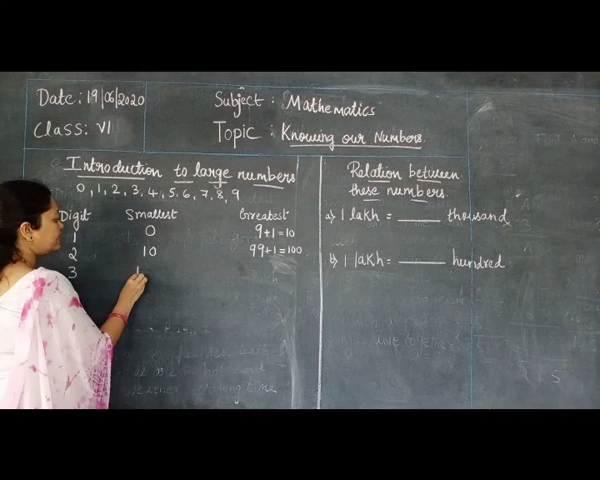 Date: 19/06/2020
Class: VI
Subject: Mathematics
Topic: Knowing our Numbers.
Introduction to large numbers
0, 1, 2, 3, 4, 5, 6, 7, 8, 9
Digit Smallest Greatest
1 0 9+1=10
2 10 99+1=100
3 1
Relation between
these numbers.
a) 1 lakh = ______ thousand
b) 1 lakh = ______ hundred